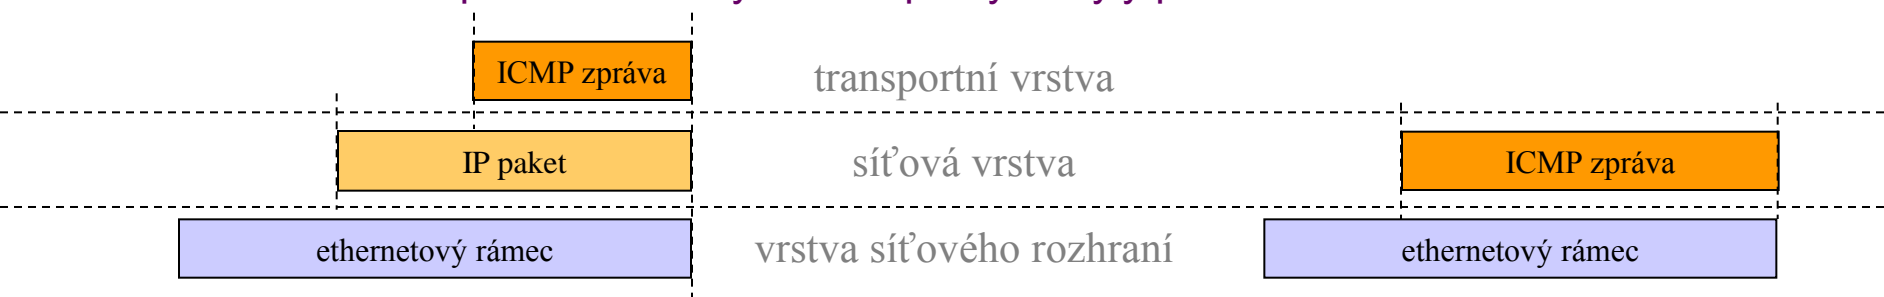 ICMP zpráva
transportní vrstva
IP paket
síťová vrstva
ICMP zpráva
ethernetový rámec
vrstva síťového rozhraní
ethernetový rámec